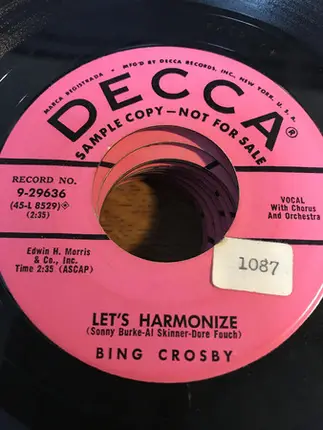 MARCA REGISTRADA • MFG'D BY DECCA RECORDS, INC., NEW YORK, U. S. A.
DECCA®
SAMPLE COPY—NOT FOR SALE
RECORD NO.
9-29636
(45-L 8529)
(2:35)
VOCAL
With Chorus
And Orchestra
Edwin H. Morris
& Co., Inc.
Time 2:35 (ASCAP)
1087
LET'S HARMONIZE
(Sonny Burke-Al Skinner-Dore Fouch)
BING CROSBY